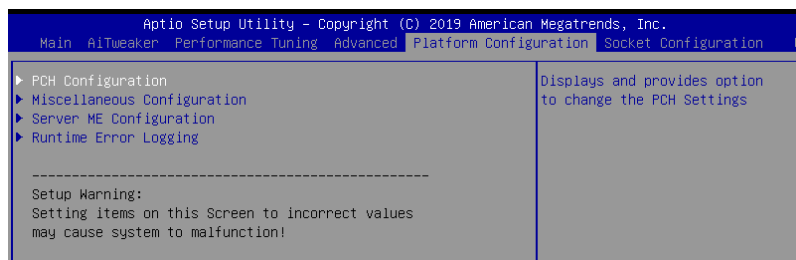 Aptio Setup Utility – Copyright (C) 2019 American Megatrends, Inc.
Main AiTweaker Performance Tuning Advanced Platform Configuration Socket Configuration
PCH Configuration
Miscellaneous Configuration
Server ME Configuration
Runtime Error Logging
------------------------------------------------
Setup Warning:
Setting items on this Screen to incorrect values
may cause system to malfunction!
Displays and provides option
to change the PCH Settings